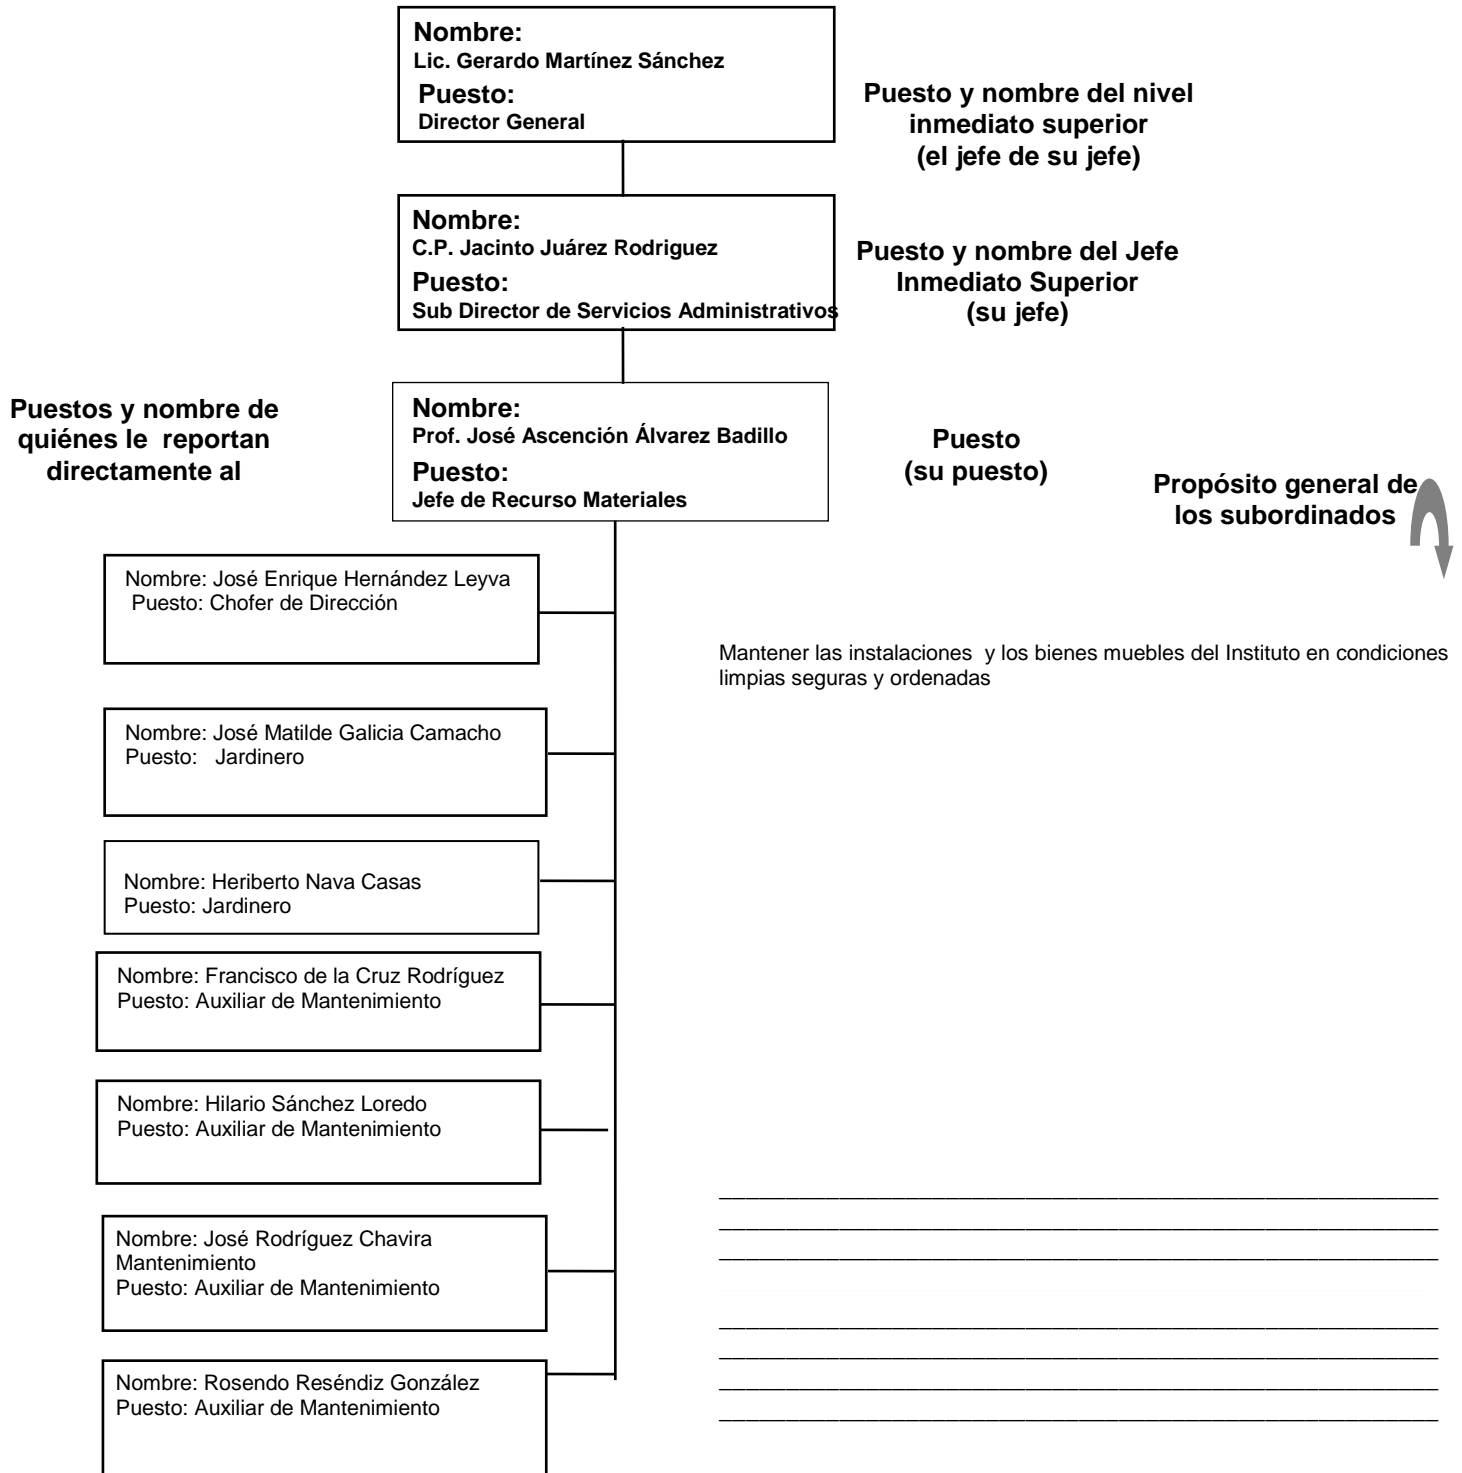 Nombre:
Lic. Gerardo Martínez Sánchez
Puesto:
Director General
Puesto y nombre del nivel
inmediato superior
(el jefe de su jefe)
Nombre:
C.P. Jacinto Juárez Rodriguez
Puesto:
Sub Director de Servicios Administrativos
Puesto y nombre del Jefe
Inmediato Superior
(su jefe)
Puestos y nombre de
quiénes le reportan
directamente al
Nombre:
Prof. José Ascención Álvarez Badillo
Puesto:
Jefe de Recurso Materiales
Puesto
(su puesto)
Propósito general de
los subordinados
Nombre: José Enrique Hernández Leyva
Puesto: Chofer de Dirección
Mantener las instalaciones y los bienes muebles del Instituto en condiciones
limpias seguras y ordenadas
Nombre: José Matilde Galicia Camacho
Puesto: Jardinero
Nombre: Heriberto Nava Casas
Puesto: Jardinero
Nombre: Francisco de la Cruz Rodríguez
Puesto: Auxiliar de Mantenimiento
Nombre: Hilario Sánchez Loredo
Puesto: Auxiliar de Mantenimiento
Nombre: José Rodríguez Chavira
Mantenimiento
Puesto: Auxiliar de Mantenimiento
Nombre: Rosendo Reséndiz González
Puesto: Auxiliar de Mantenimiento